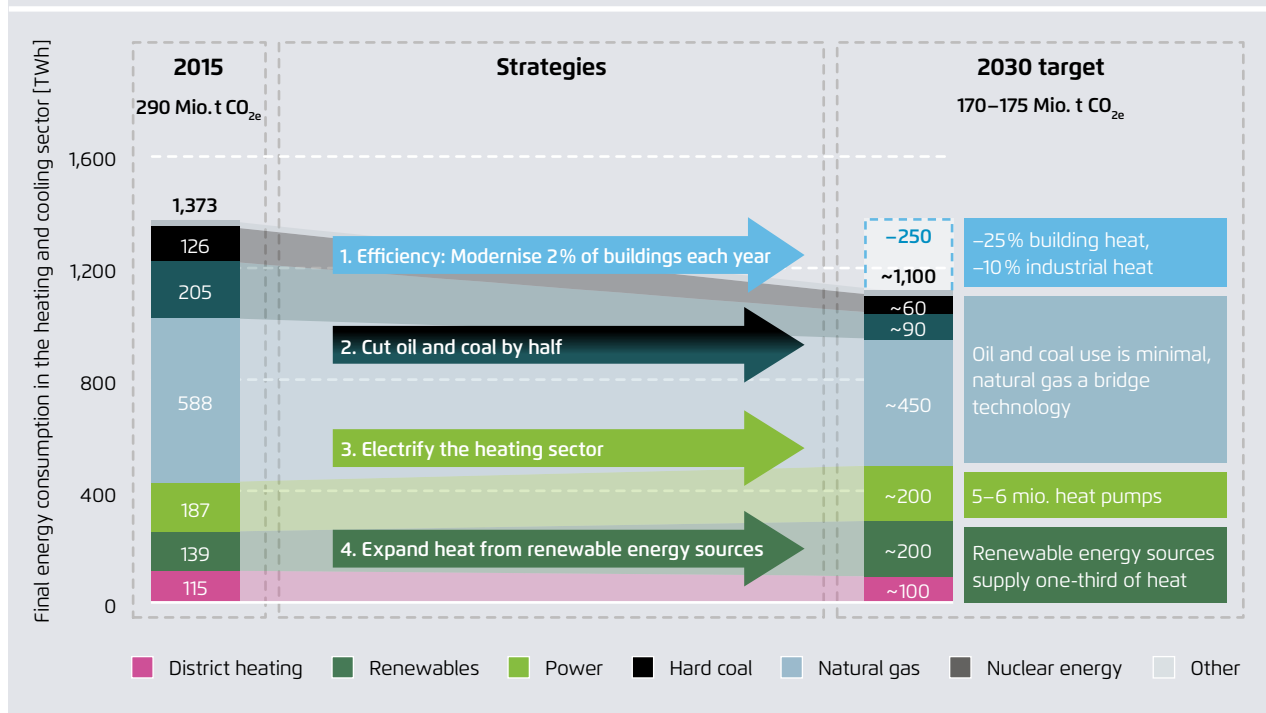 Final energy consumption in the heating and cooling sector [TWh]
2015
290 Mio. t CO2e
Strategies
2030 target
170–175 Mio. t CO2e
1,600
1,200
800
400
0
1,373
126
205
588
187
139
115
1. Efficiency: Modernise 2% of buildings each year
2. Cut oil and coal by half
3. Electrify the heating sector
4. Expand heat from renewable energy sources
–250
~1,100
~60
~90
~450
~200
~200
~100
–25% building heat,
–10% industrial heat
Oil and coal use is minimal,
natural gas a bridge
technology
5–6 mio. heat pumps
Renewable energy sources
supply one-third of heat
District heating
Renewables
Power
Hard coal
Natural gas
Nuclear energy
Other